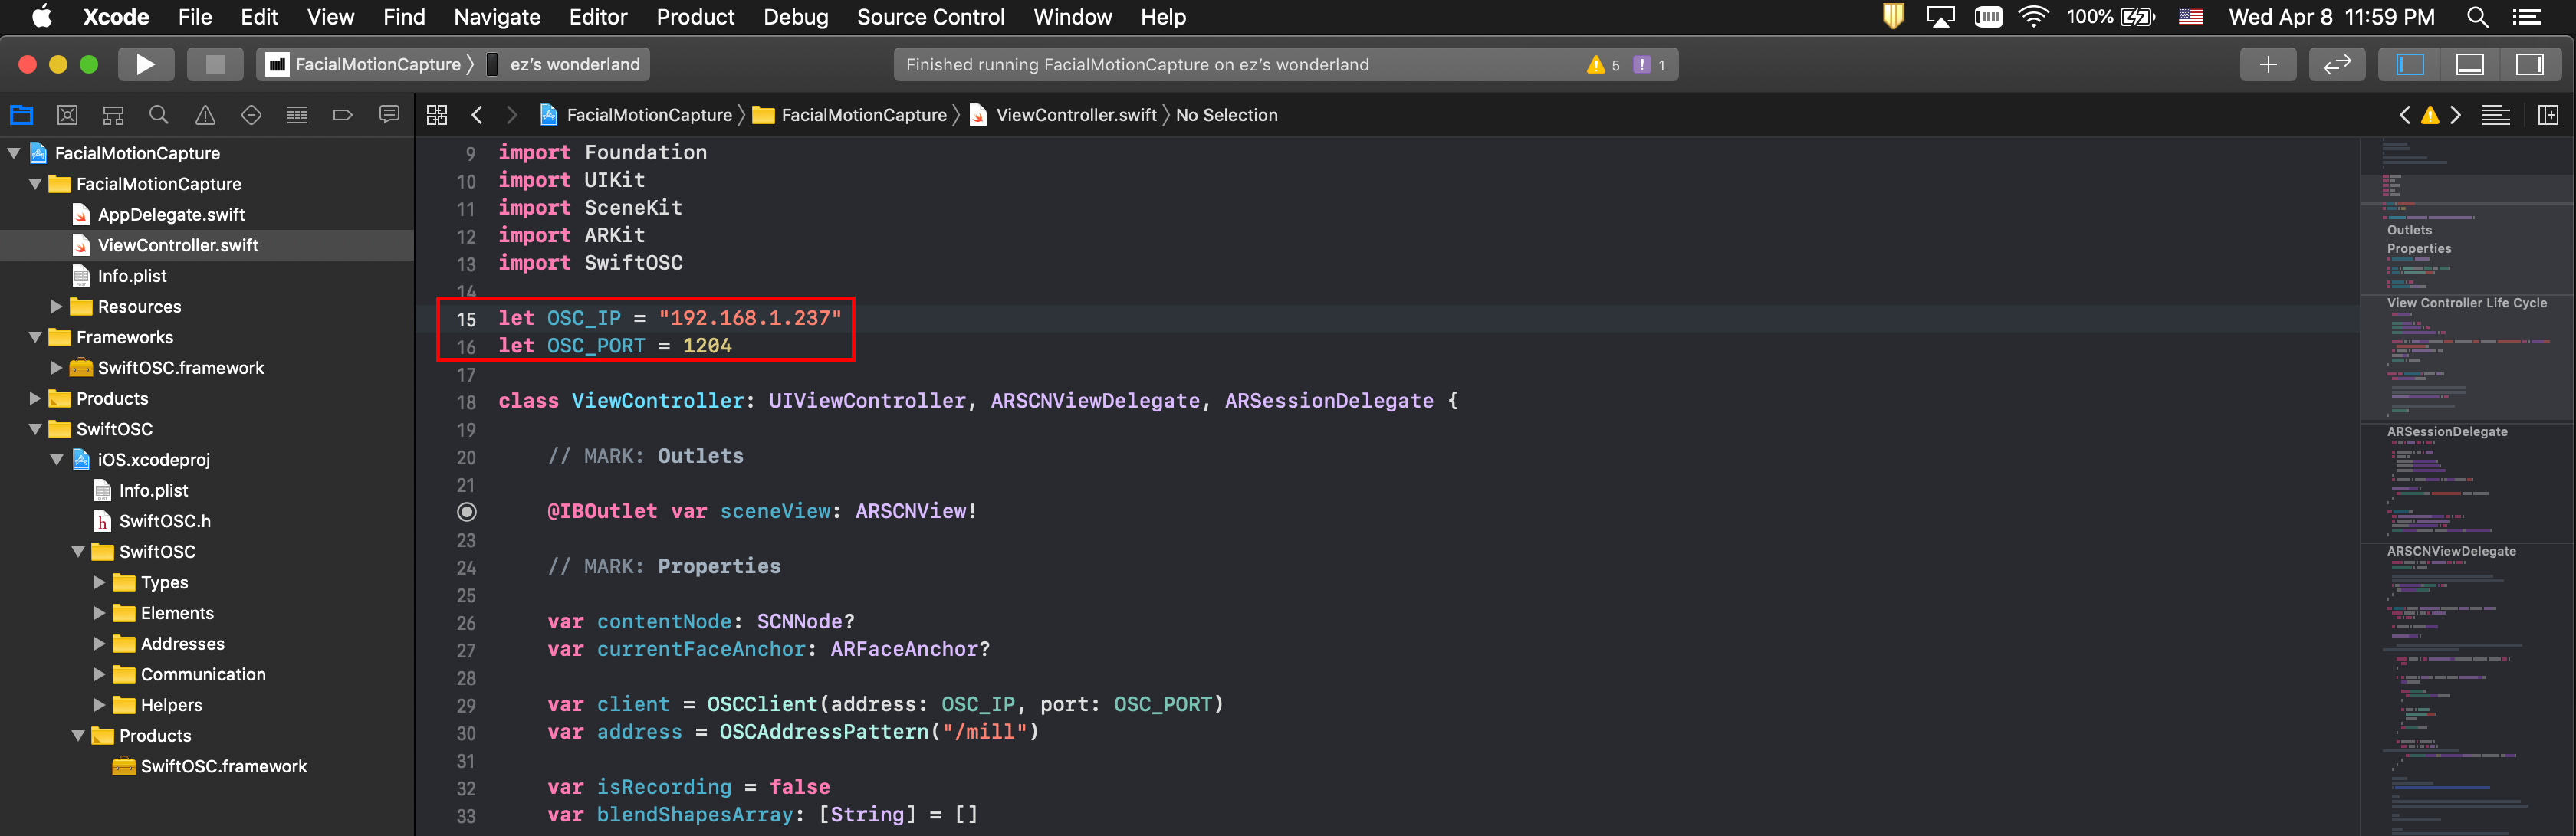 Xcode File Edit View Find Navigate Editor Product Debug Source Control Window Help 100% Wed Apr 8 11:59 PM
FacialMotionCapture 〉 ez's wonderland
Finished running FacialMotionCapture on ez's wonderland 5 1
FacialMotionCapture 〉 FacialMotionCapture 〉 ViewController.swift 〉 No Selection
FacialMotionCapture
FacialMotionCapture
AppDelegate.swift
ViewController.swift
Info.plist
Resources
Frameworks
SwiftOSC.framework
Products
SwiftOSC
iOS.xcodeproj
Info.plist
SwiftOSC.h
SwiftOSC
Types
Elements
Addresses
Communication
Helpers
Products
SwiftOSC.framework
9 import Foundation
10 import UIKit
11 import SceneKit
12 import ARKit
13 import SwiftOSC
14
15 let OSC_IP = "192.168.1.237"
16 let OSC_PORT = 1204
17
18 class ViewController: UIViewController, ARSCNViewDelegate, ARSessionDelegate {
19
20 // MARK: Outlets
21
@IBOutlet var sceneView: ARSCNView!
23
24 // MARK: Properties
25
26 var contentNode: SCNNode?
27 var currentFaceAnchor: ARFaceAnchor?
28
29 var client = OSCClient(address: OSC_IP, port: OSC_PORT)
30 var address = OSCAddressPattern("/mill")
31
32 var isRecording = false
33 var blendShapesArray: [String] = []
Outlets
Properties
View Controller Life Cycle
ARSessionDelegate
ARSCNViewDelegate